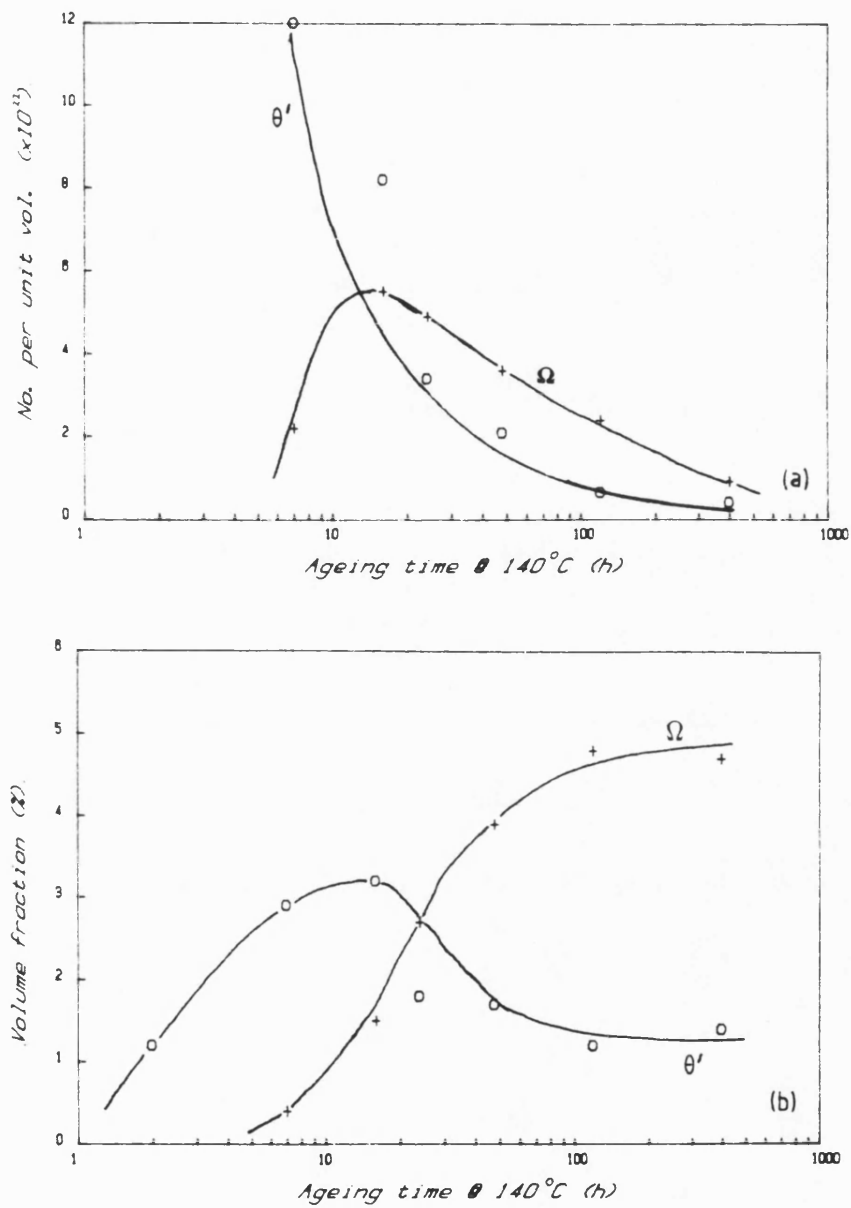 12
10
8
6
4
2
0
No. per unit vol. (x10²¹)
θ'
Ω
(a)
1
10
100
1000
Ageing time @ 140°C (h)
6
5
4
3
2
1
0
Volume fraction (%)
Ω
θ'
(b)
1
10
100
1000
Ageing time @ 140°C (h)